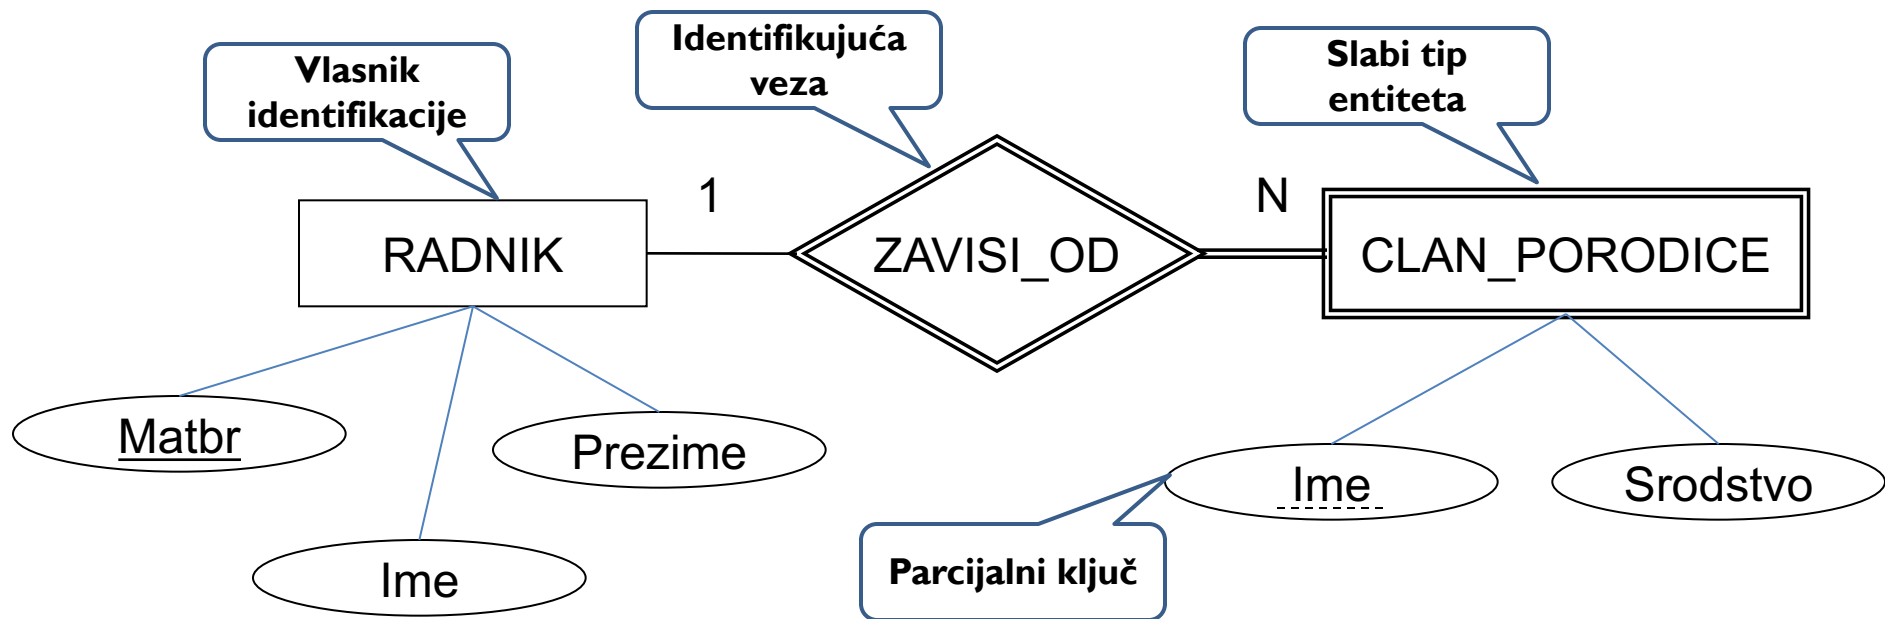 Vlasnik
identifikacije
Identifikujuća
veza
Slabi tip
entiteta
1
N
RADNIK
ZAVISI_OD
CLAN_PORODICE
Matbr
Prezime
Ime
Srodstvo
Ime
Parcijalni ključ